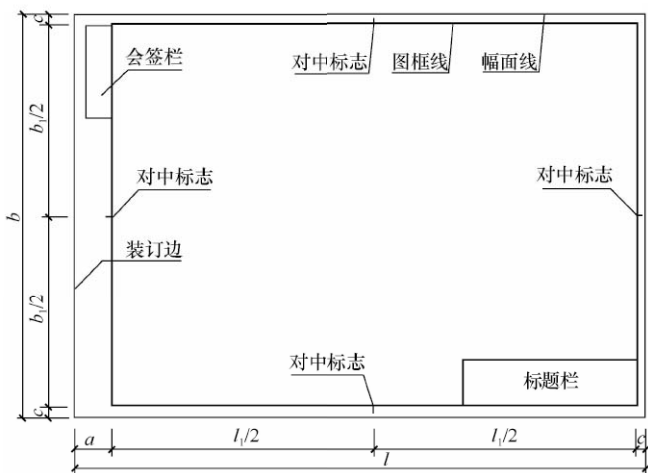 c
会签栏
对中标志
图框线
幅面线
b₁/2
对中标志
对中标志
b
装订边
b₁/2
对中标志
标题栏
c
a
l₁/2
l₁/2
c
l